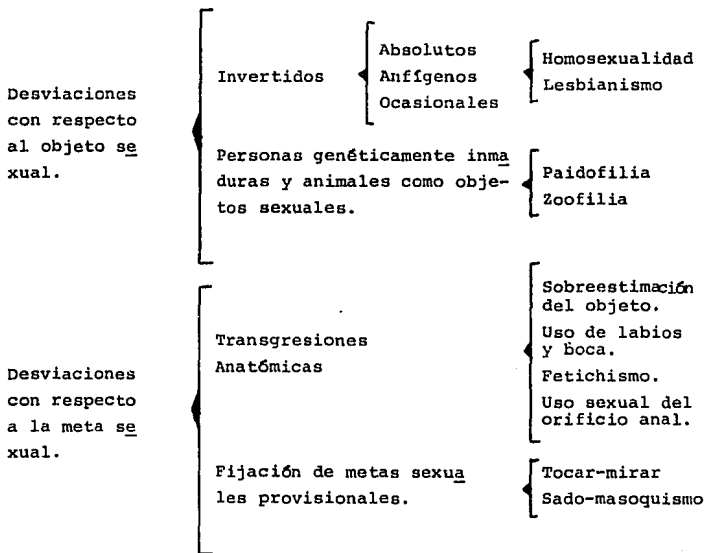 Desviaciones
con respecto
al objeto se
xual.
Invertidos
Absolutos
Anfígenos
Ocasionales
Homosexualidad
Lesbianismo
Personas genéticamente inma
duras y animales como obje-
tos sexuales.
Paidofilia
Zoofilia
Desviaciones
con respecto
a la meta se
xual.
Transgresiones
Anatómicas
Sobreestimación
del objeto.
Uso de labios
y boca.
Fetichismo.
Uso sexual del
orificio anal.
Fijación de metas sexua
les provisionales.
Tocar-mirar
Sado-masoquismo